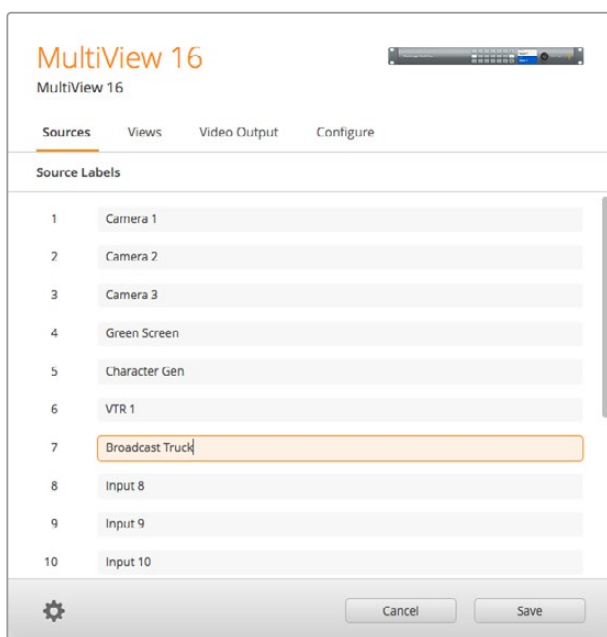 MultiView 16
MultiView 16
Sources Views Video Output Configure
Source Labels
1 Camera 1
2 Camera 2
3 Camera 3
4 Green Screen
5 Character Gen
6 VTR 1
7 Broadcast Truck
8 Input 8
9 Input 9
10 Input 10
Cancel Save